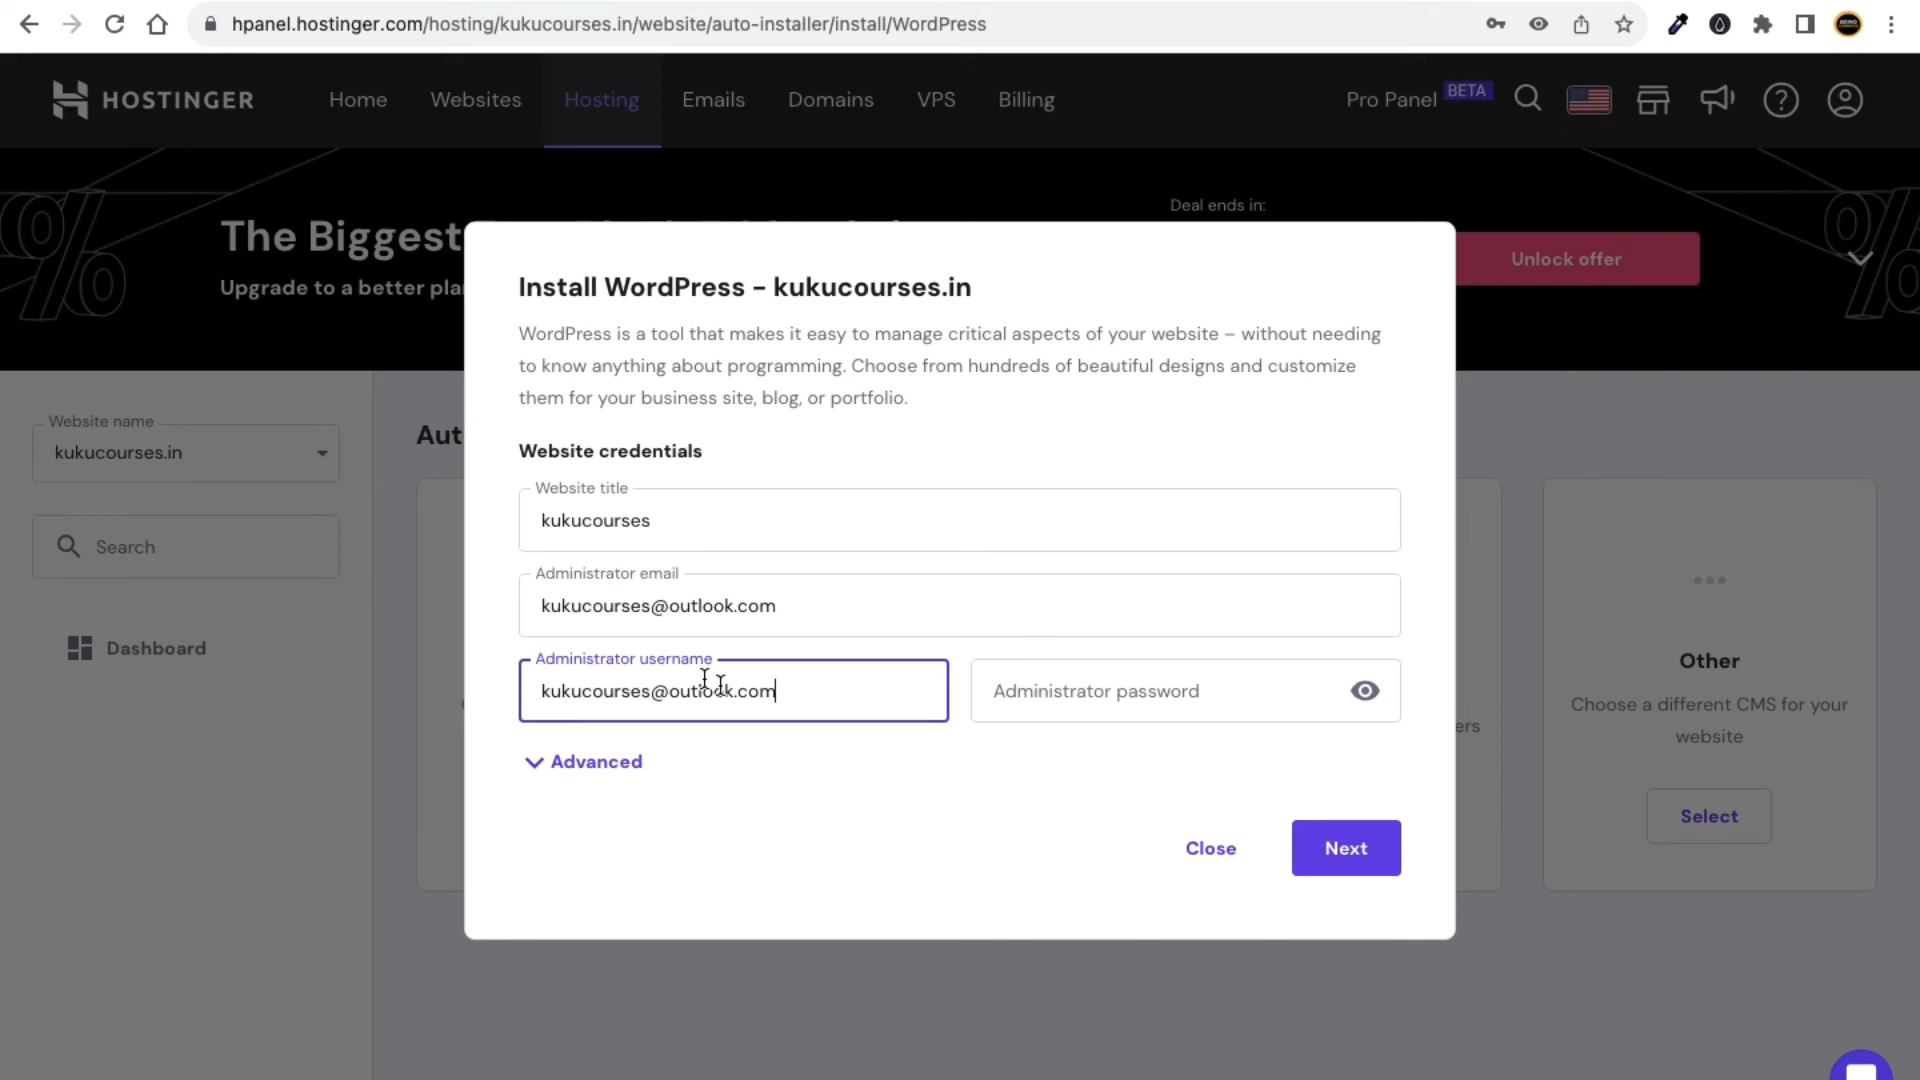 hpanel.hostinger.com/hosting/kukucourses.in/website/auto-installer/install/WordPress
HOSTINGER
Home
Websites
Hosting
Emails
Domains
VPS
Billing
Pro Panel
BETA
Deal ends in:
The Biggest
Upgrade to a better pla
Unlock offer
Website name
kukucourses.in
Search
Dashboard
Aut
Install WordPress – kukucourses.in
WordPress is a tool that makes it easy to manage critical aspects of your website – without needing
to know anything about programming. Choose from hundreds of beautiful designs and customize
them for your business site, blog, or portfolio.
Website credentials
Website title
kukucourses
Administrator email
kukucourses@outlook.com
Administrator username
kukucourses@outlook.com
Administrator password
Advanced
Close
Next
ers
Other
Choose a different CMS for your
website
Select